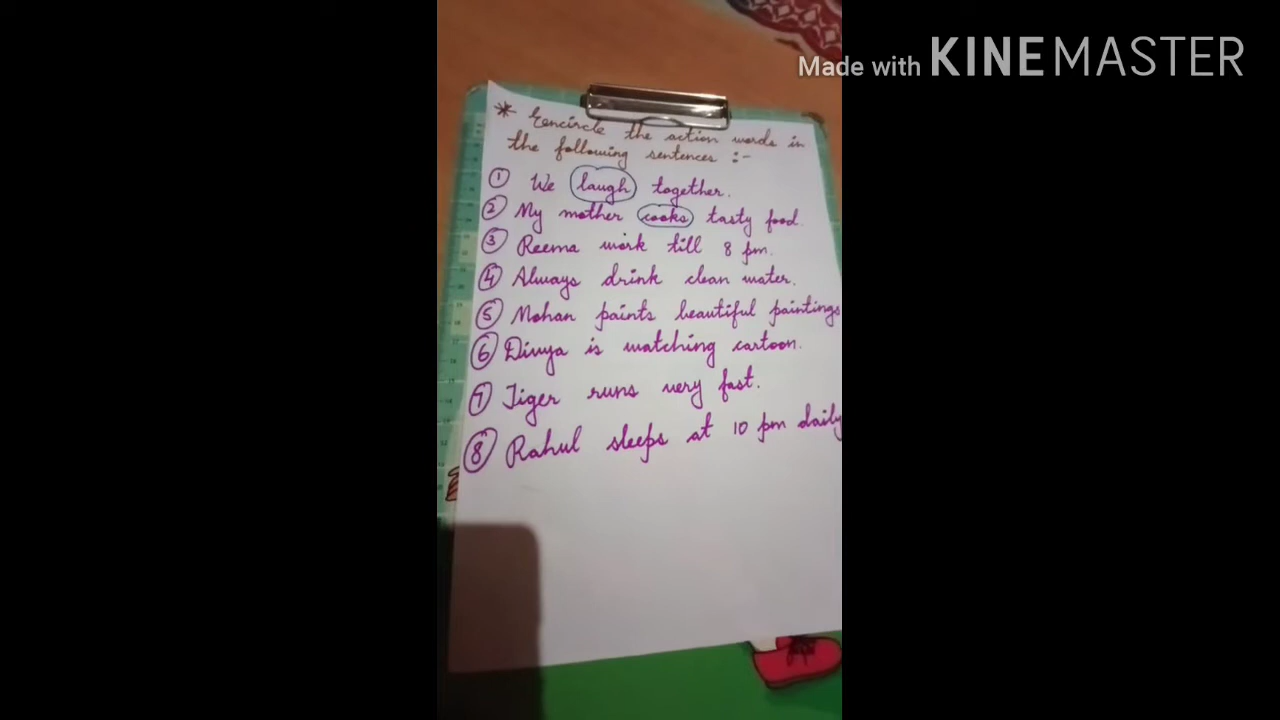 Made with KINEMASTER
* Encircle the action words in
the following sentences :-
① We laugh together.
② My mother cooks tasty food.
③ Reema work till 8 pm.
④ Always drink clean water.
⑤ Mohan paints beautiful paintings
⑥ Divya is watching cartoon.
⑦ Tiger runs very fast.
⑧ Rahul sleeps at 10 pm daily